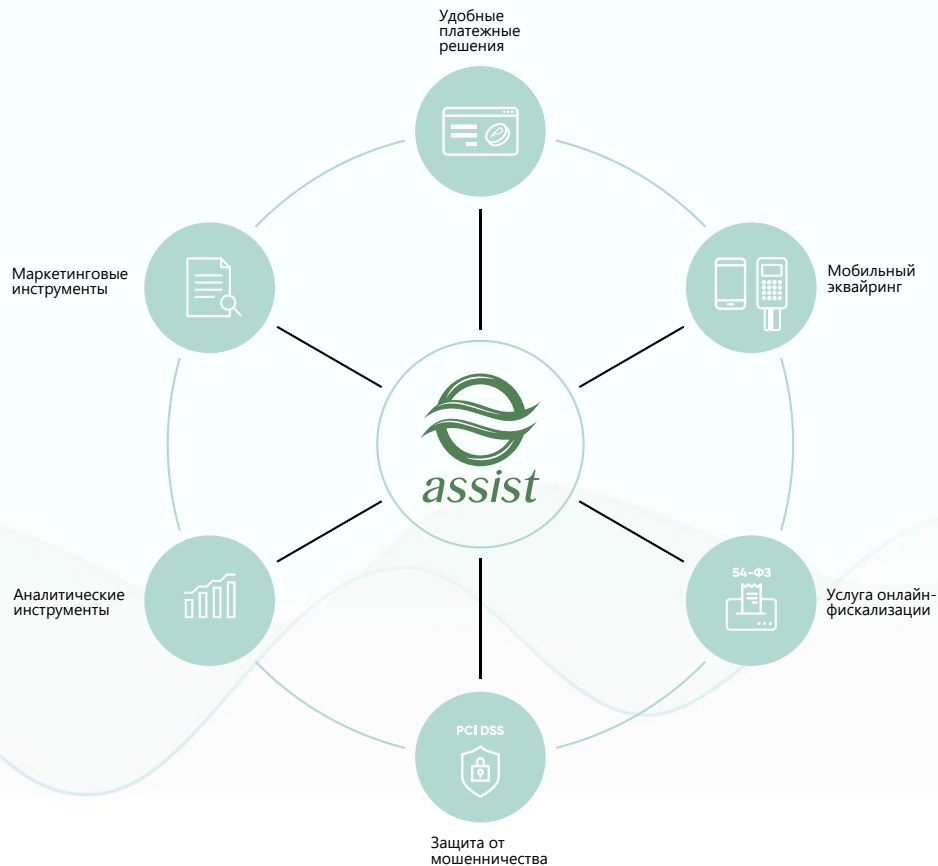 Удобные
платежные
решения
Маркетинговые
инструменты
Мобильный
эквайринг
assist
Аналитические
инструменты
54-ФЗ
Услуга онлайн-
фискализации
PCI DSS
Защита от
мошенничества